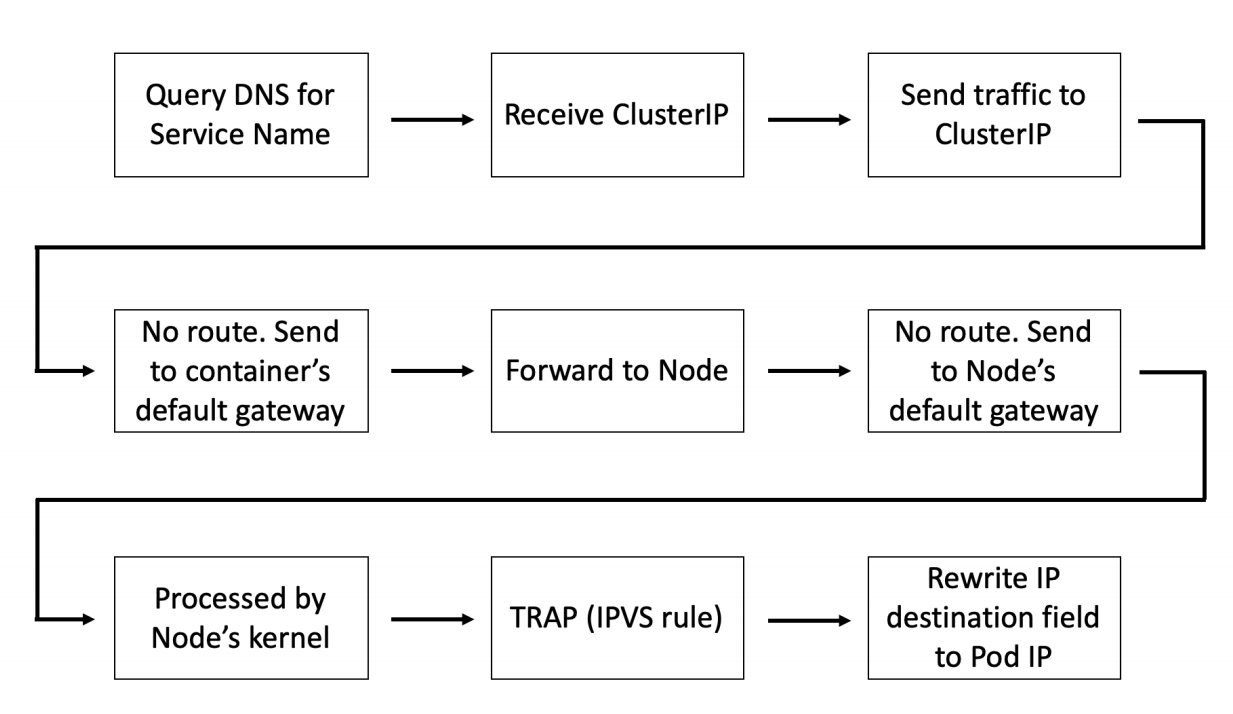 Query DNS for
Service Name
Receive ClusterIP
Send traffic to
ClusterIP
No route. Send
to container’s
default gateway
Forward to Node
No route. Send
to Node’s
default gateway
Processed by
Node’s kernel
TRAP (IPVS rule)
Rewrite IP
destination field
to Pod IP